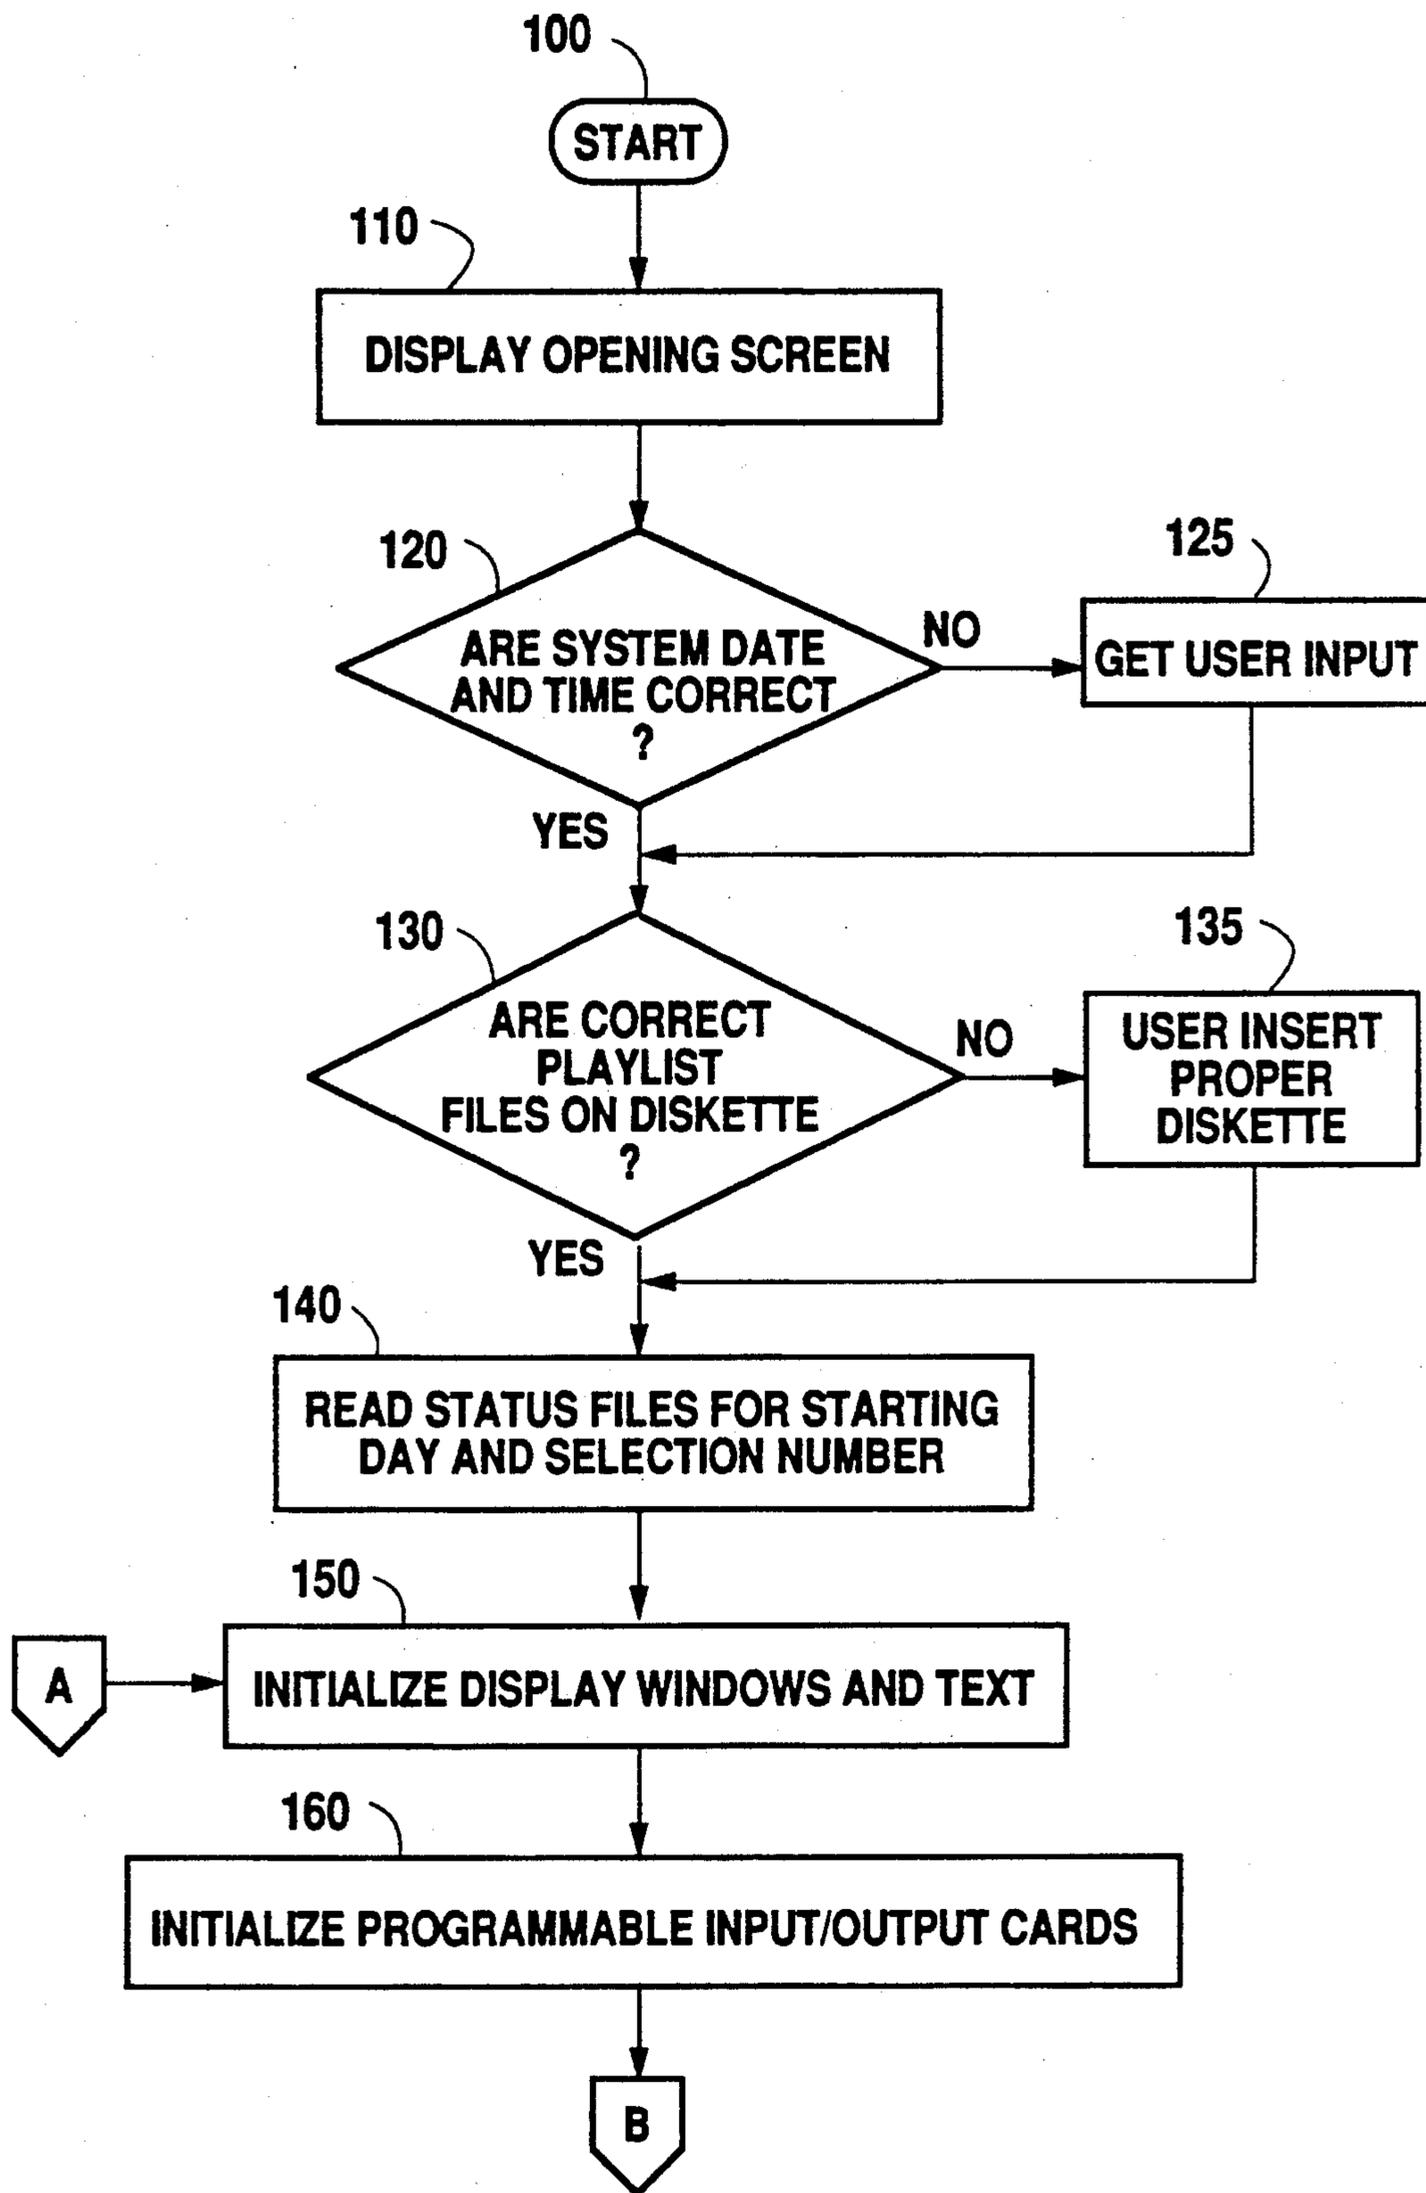 100
START
110
DISPLAY OPENING SCREEN
120
ARE SYSTEM DATE
AND TIME CORRECT
?
NO
125
GET USER INPUT
YES
130
ARE CORRECT
PLAYLIST
FILES ON DISKETTE
?
NO
135
USER INSERT
PROPER
DISKETTE
YES
140
READ STATUS FILES FOR STARTING
DAY AND SELECTION NUMBER
150
A
INITIALIZE DISPLAY WINDOWS AND TEXT
160
INITIALIZE PROGRAMMABLE INPUT/OUTPUT CARDS
B